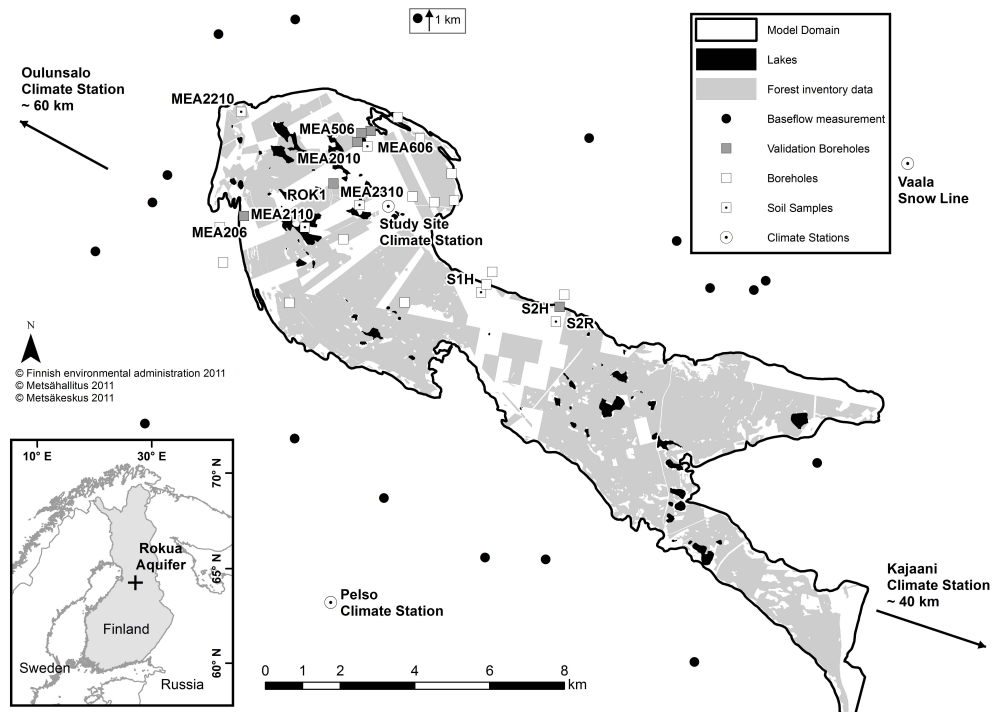 1 km
Oulunsalo
Climate Station
~ 60 km
MEA2210
MEA506
MEA606
MEA2010
ROK1
MEA2310
MEA2110
MEA206
Study Site
Climate Station
S1H
S2H
S2R
Model Domain
Lakes
Forest inventory data
Baseflow measurement
Validation Boreholes
Boreholes
Soil Samples
Climate Stations
Vaala
Snow Line
N
© Finnish environmental administration 2011
© Metsähallitus 2011
© Metsäkeskus 2011
10° E
30° E
70° N
65° N
60° N
Rokua
Aquifer
Finland
Sweden
Russia
Pelso
Climate Station
Kajaani
Climate Station
~ 40 km
0 1 2 4 6 8
km